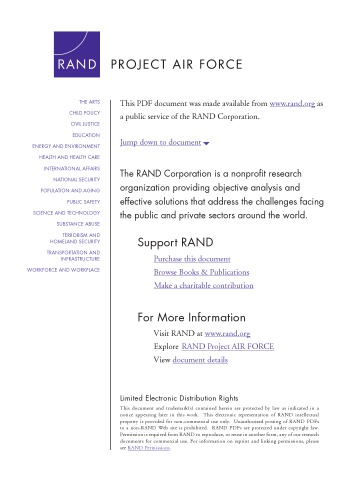 RAND PROJECT AIR FORCE
THE ARTS
CHILD POLICY
CIVIL JUSTICE
EDUCATION
ENERGY AND ENVIRONMENT
HEALTH AND HEALTH CARE
INTERNATIONAL AFFAIRS
NATIONAL SECURITY
POPULATION AND AGING
PUBLIC SAFETY
SCIENCE AND TECHNOLOGY
SUBSTANCE ABUSE
TERRORISM AND
HOMELAND SECURITY
TRANSPORTATION AND
INFRASTRUCTURE
WORKFORCE AND WORKPLACE
This PDF document was made available from www.rand.org as
a public service of the RAND Corporation.
Jump down to document
The RAND Corporation is a nonprofit research
organization providing objective analysis and
effective solutions that address the challenges facing
the public and private sectors around the world.
Support RAND
Purchase this document
Browse Books & Publications
Make a charitable contribution
For More Information
Visit RAND at www.rand.org
Explore RAND Project AIR FORCE
View document details
Limited Electronic Distribution Rights
This document and trademark(s) contained herein are protected by law as indicated in a
notice appearing later in this work. This electronic representation of RAND intellectual
property is provided for non-commercial use only. Unauthorized posting of RAND PDFs
to a non-RAND Web site is prohibited. RAND PDFs are protected under copyright law.
Permission is required from RAND to reproduce, or reuse in another form, any of our research
documents for commercial use. For information on reprint and linking permissions, please
see RAND Permissions.